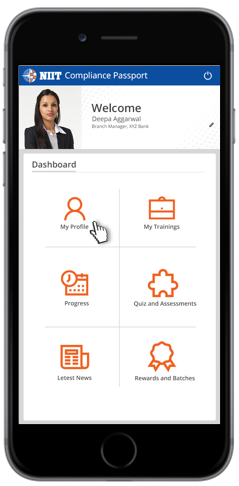 NIIT Compliance Passport
Welcome
Deepa Aggarwal
Branch Manager, XYZ Bank
Dashboard
My Profile
My Trainings
Progress
Quiz and Assessments
Letest News
Rewards and Batches